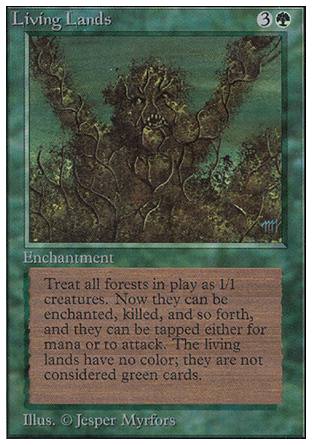 Living Lands 3
Enchantment
Treat all forests in play as 1/1
creatures. Now they can be
enchanted, killed, and so forth,
and they can be tapped either for
mana or to attack. The living
lands have no color; they are not
considered green cards.
Illus. © Jesper Myrfors